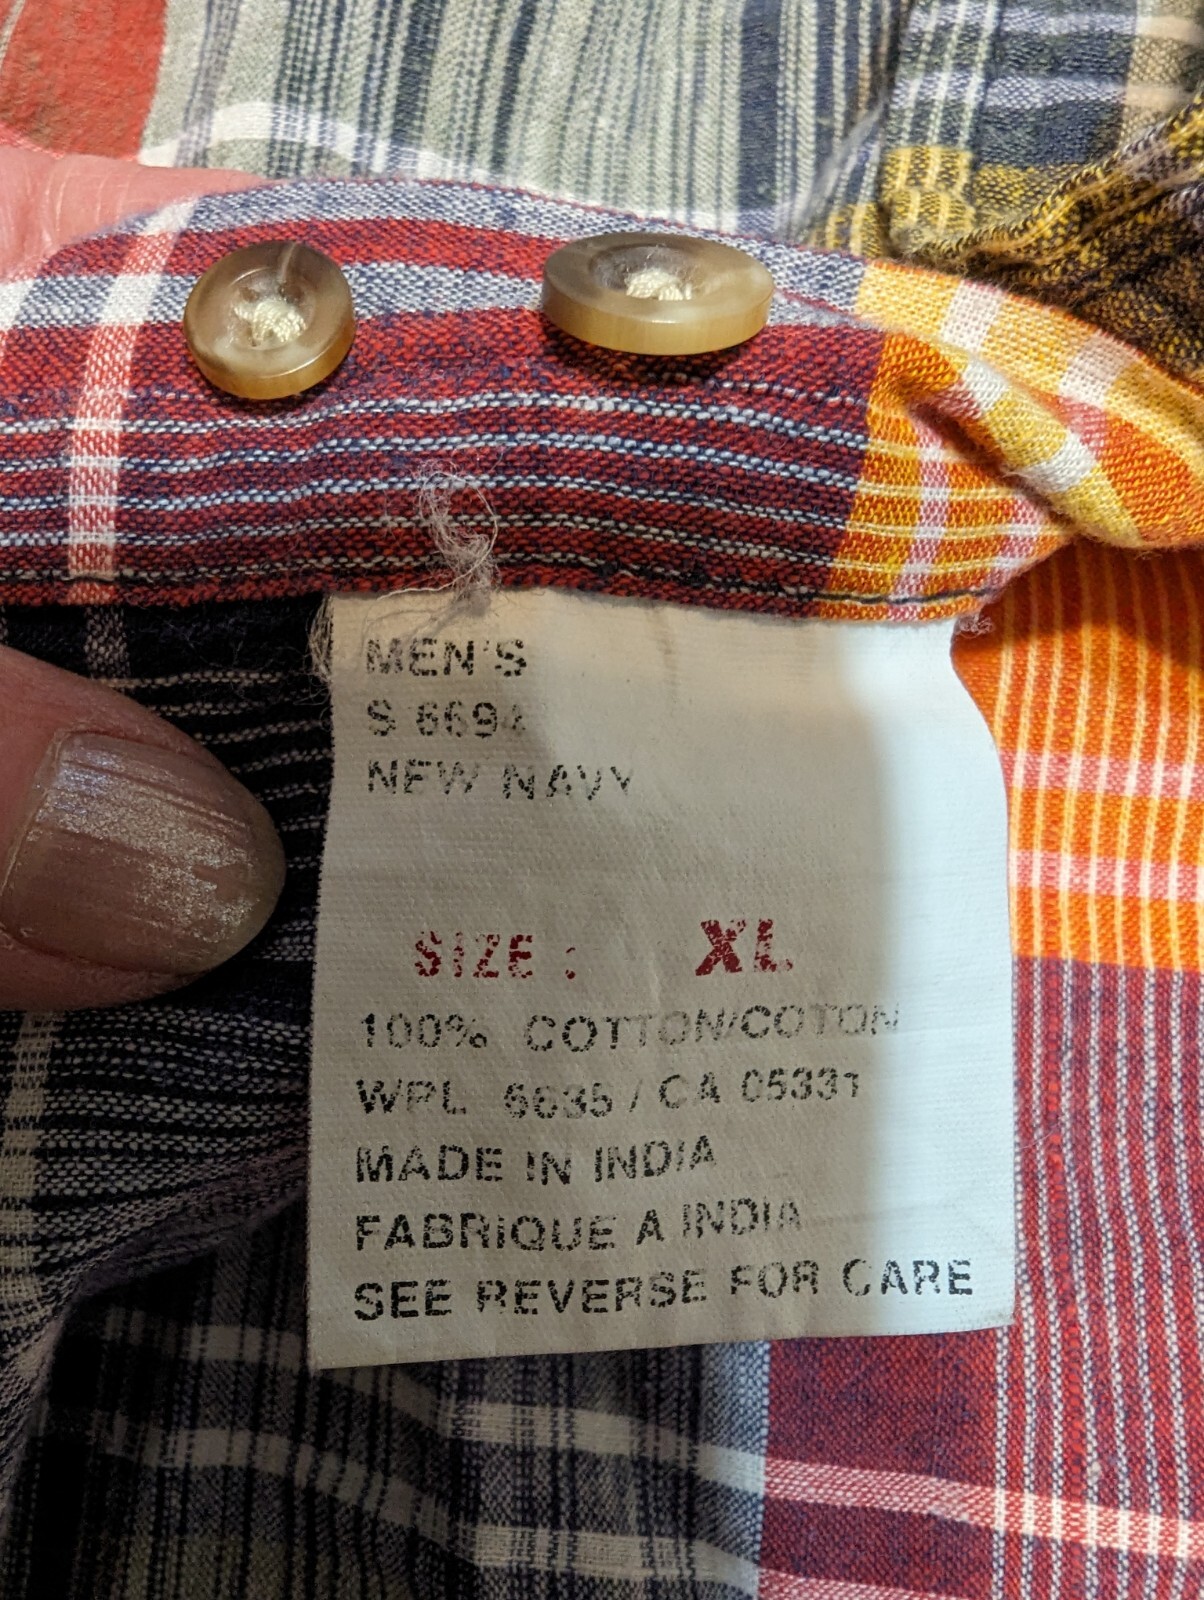 MEN'S
S 6694
NEW NAVY
SIZE : XL
100% COTTON/COTON
WPL 6635 / CA 05331
MADE IN INDIA
FABRIQUE A INDIA
SEE REVERSE FOR CARE